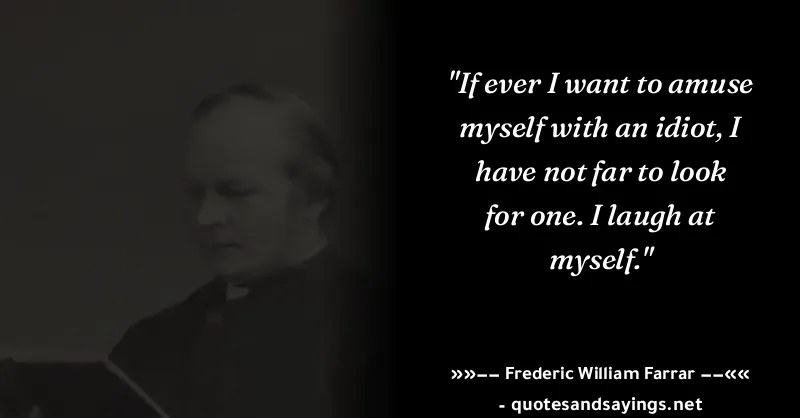 "If ever I want to amuse
myself with an idiot, I
have not far to look
for one. I laugh at
myself."
»»−− Frederic William Farrar −−««
- quotesandsayings.net